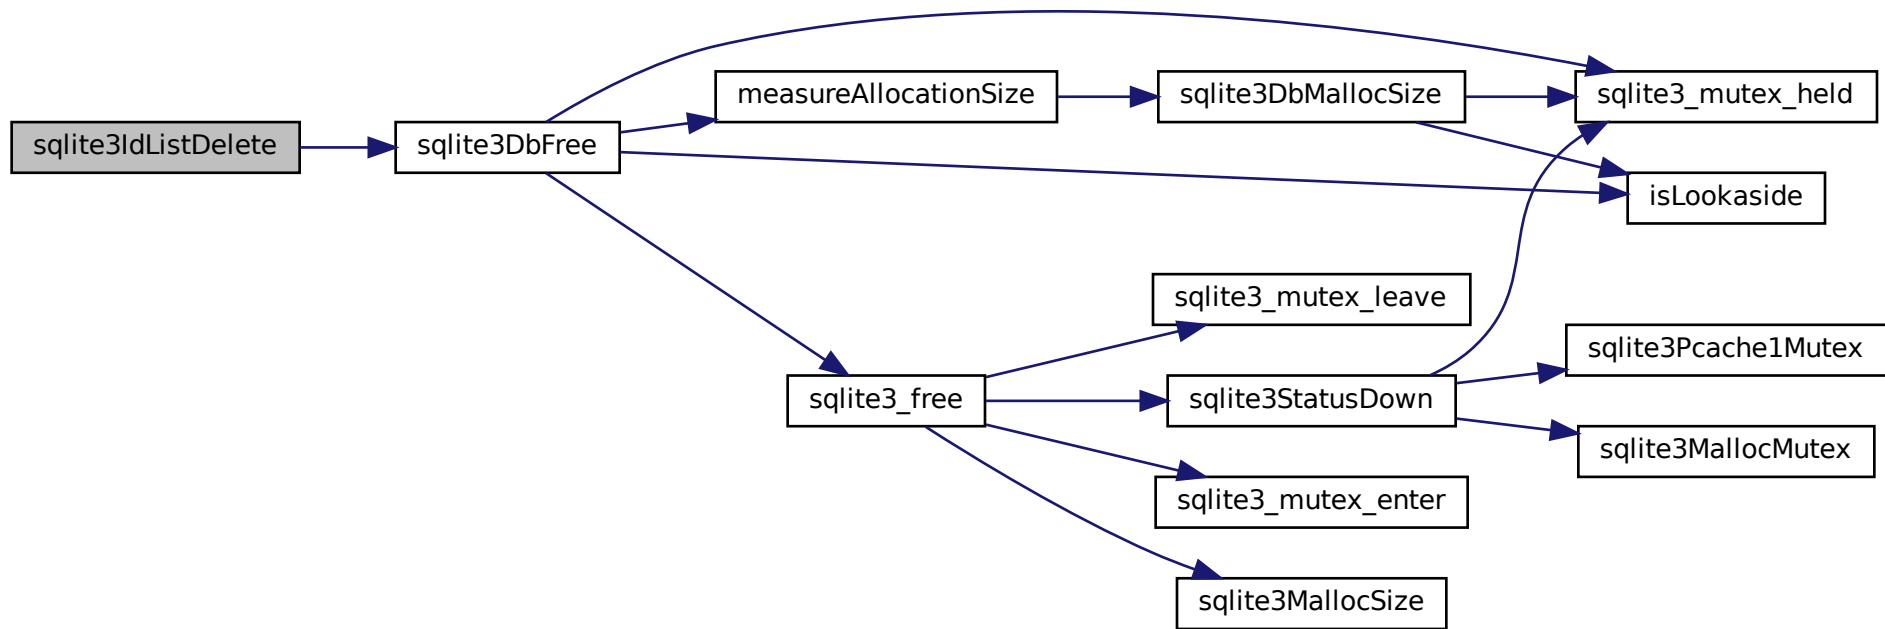 sqlite3IdListDelete
sqlite3DbFree
measureAllocationSize
sqlite3DbMallocSize
sqlite3_mutex_held
isLookaside
sqlite3_free
sqlite3_mutex_leave
sqlite3StatusDown
sqlite3_mutex_enter
sqlite3MallocSize
sqlite3Pcache1Mutex
sqlite3MallocMutex